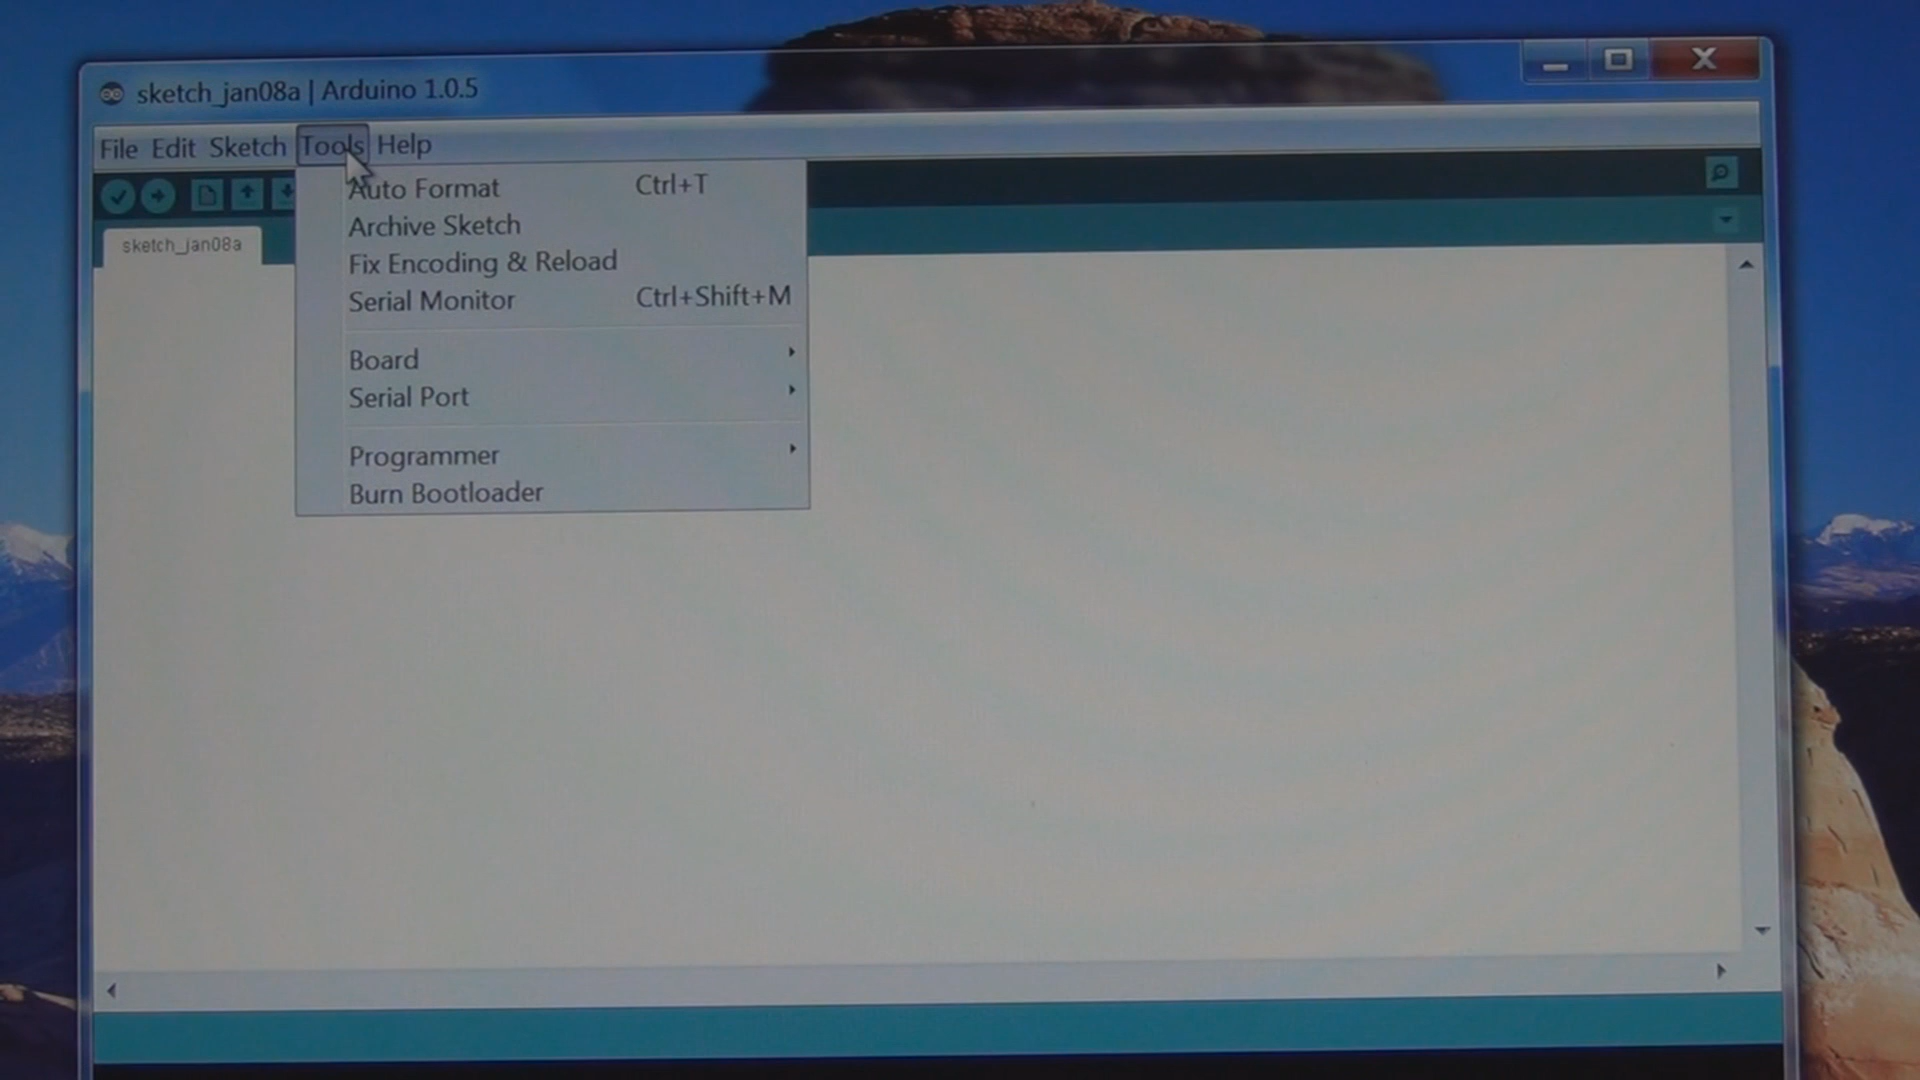 sketch_jan08a | Arduino 1.0.5
File Edit Sketch Tools Help
Auto Format Ctrl+T
sketch_jan08a
Archive Sketch
Fix Encoding & Reload
Serial Monitor Ctrl+Shift+M
Board
Serial Port
Programmer
Burn Bootloader